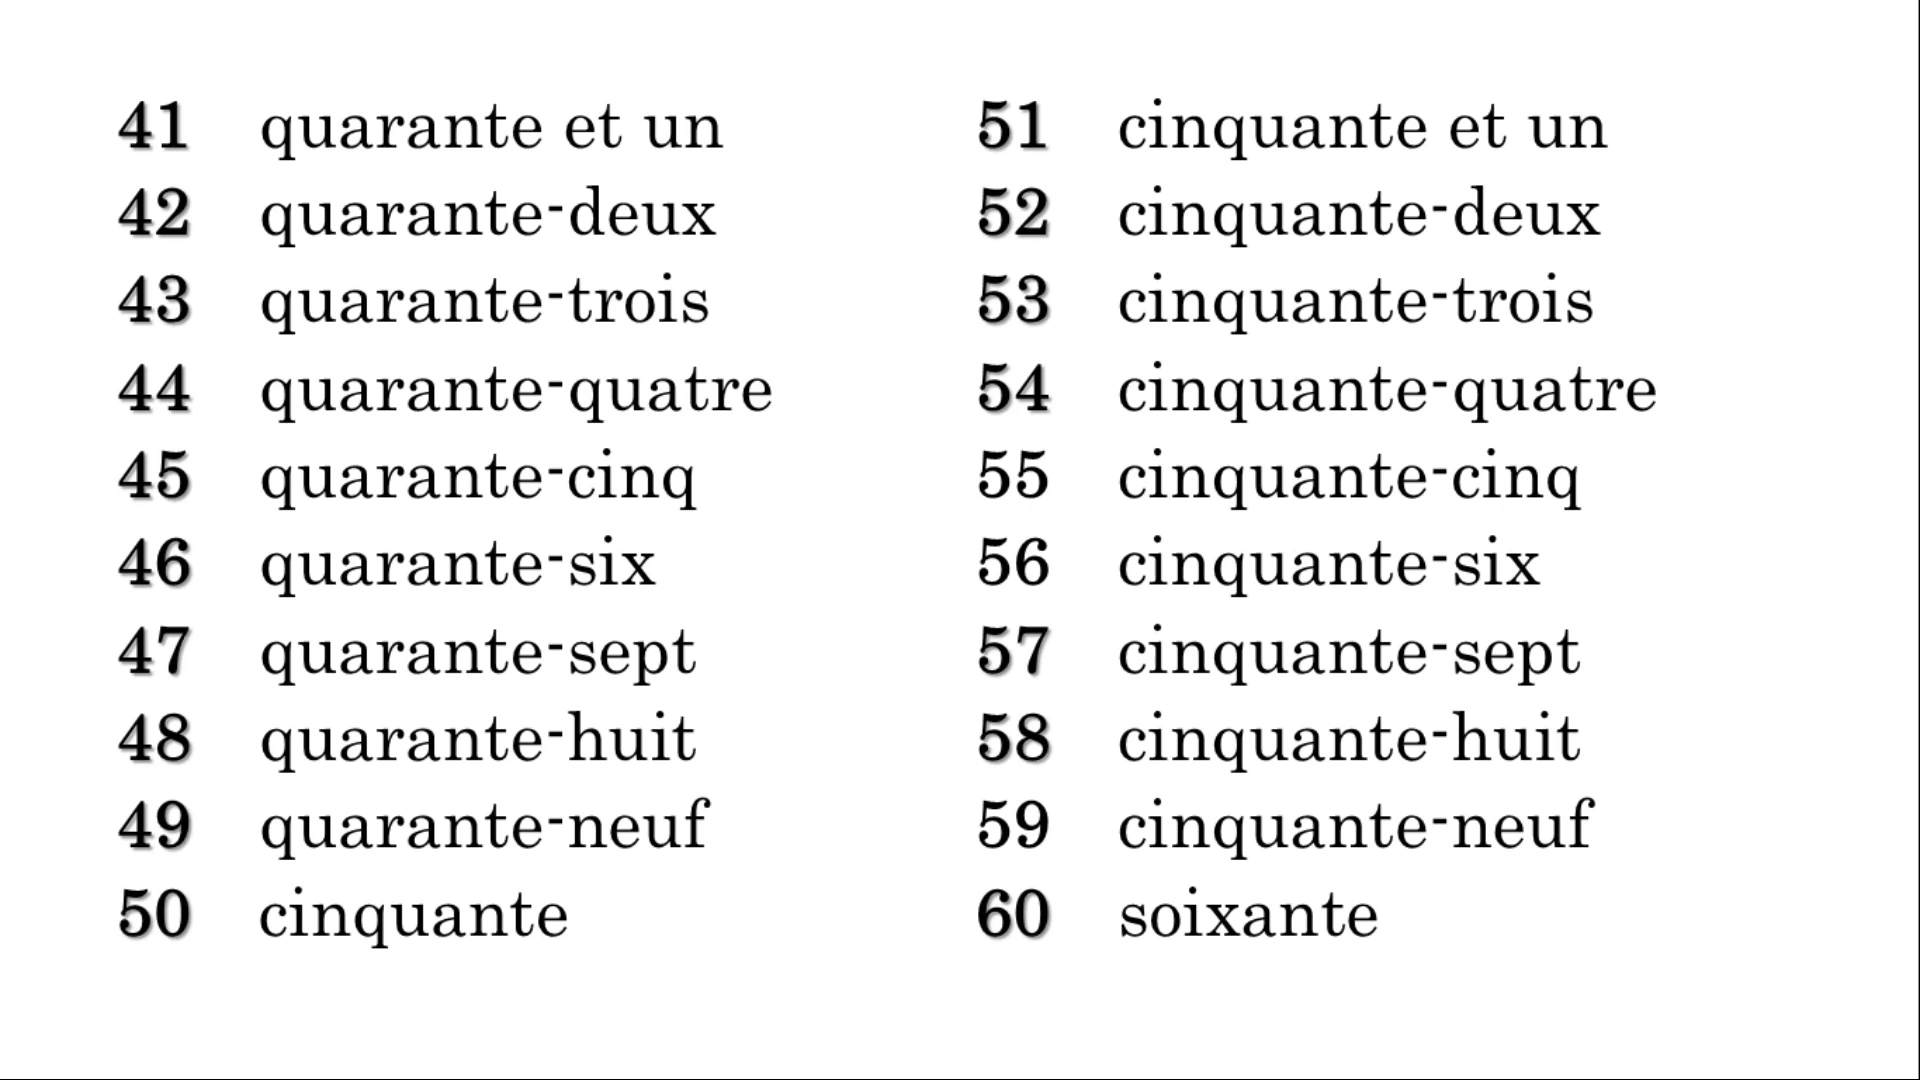 41 quarante et un
42 quarante-deux
43 quarante-trois
44 quarante-quatre
45 quarante-cinq
46 quarante-six
47 quarante-sept
48 quarante-huit
49 quarante-neuf
50 cinquante
51 cinquante et un
52 cinquante-deux
53 cinquante-trois
54 cinquante-quatre
55 cinquante-cinq
56 cinquante-six
57 cinquante-sept
58 cinquante-huit
59 cinquante-neuf
60 soixante